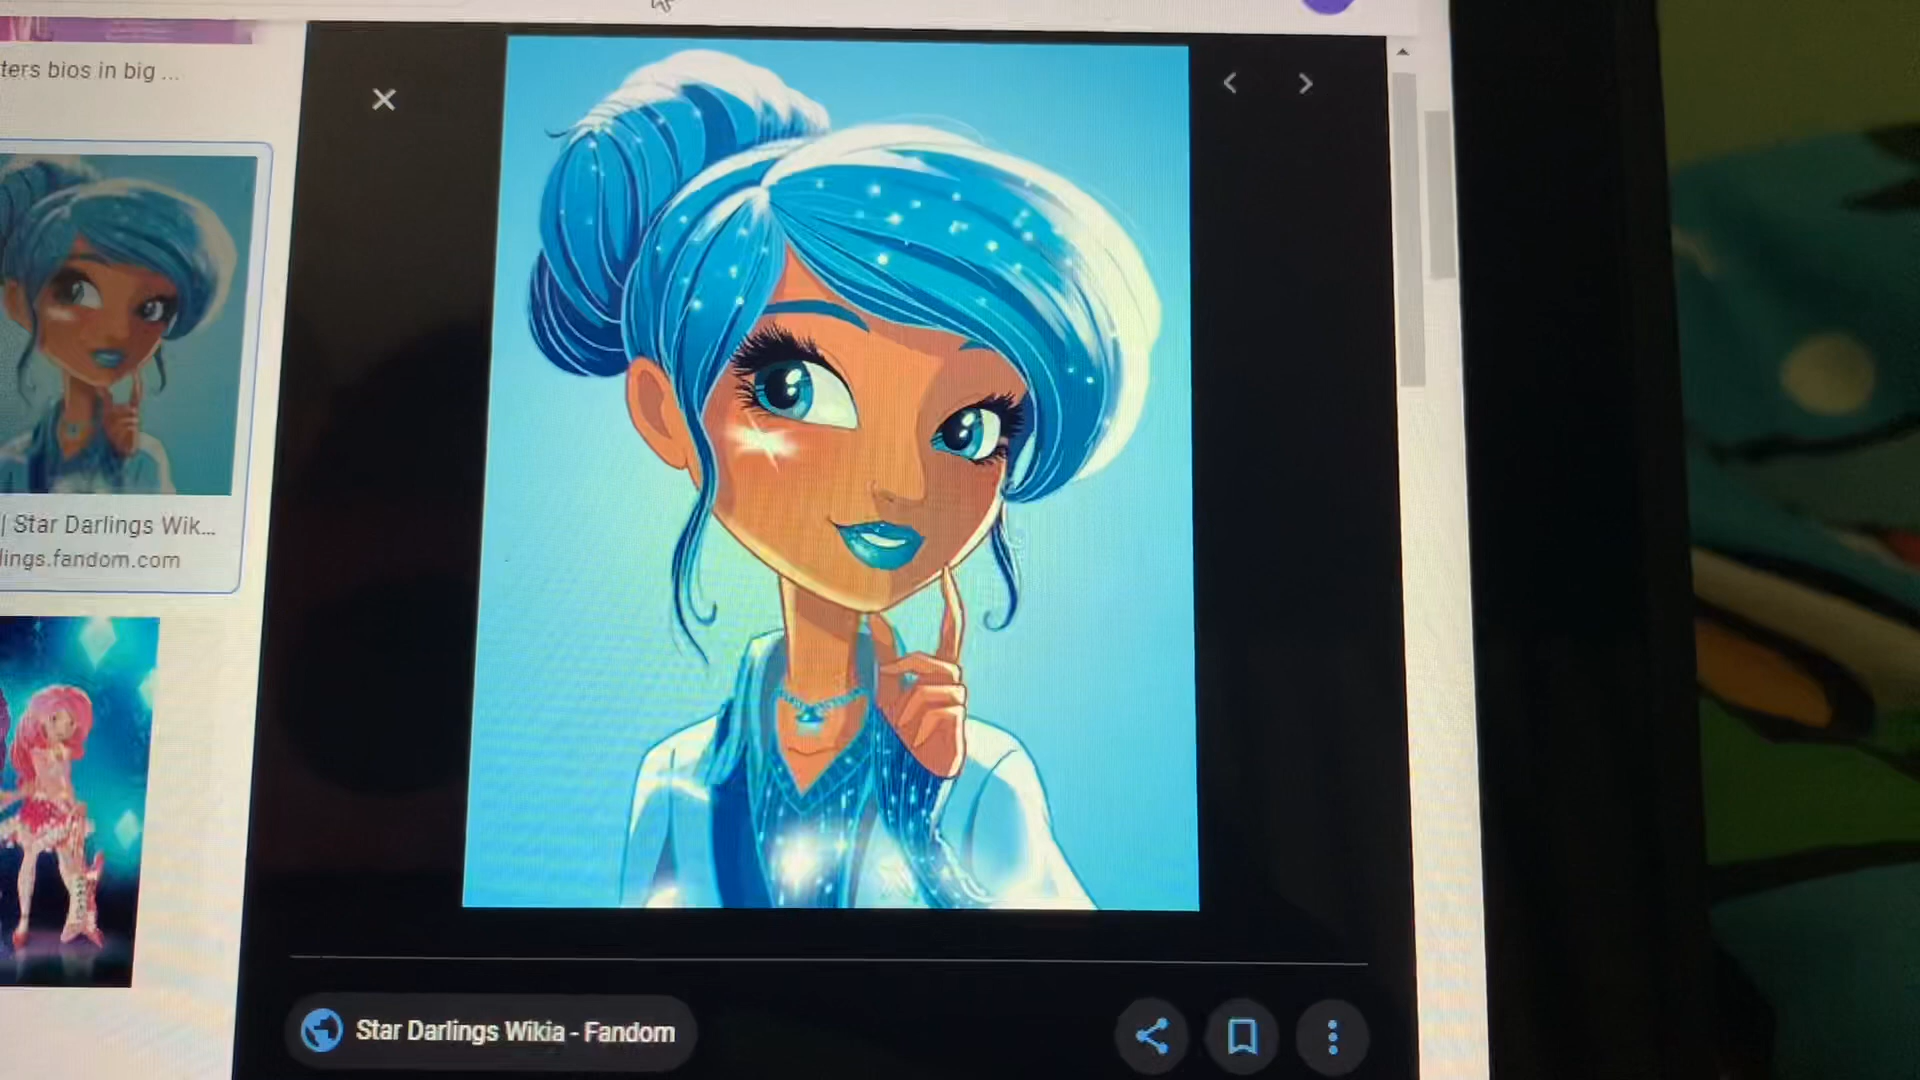 ters bios in big ...
| Star Darlings Wik...
lings.fandom.com
Star Darlings Wikia - Fandom